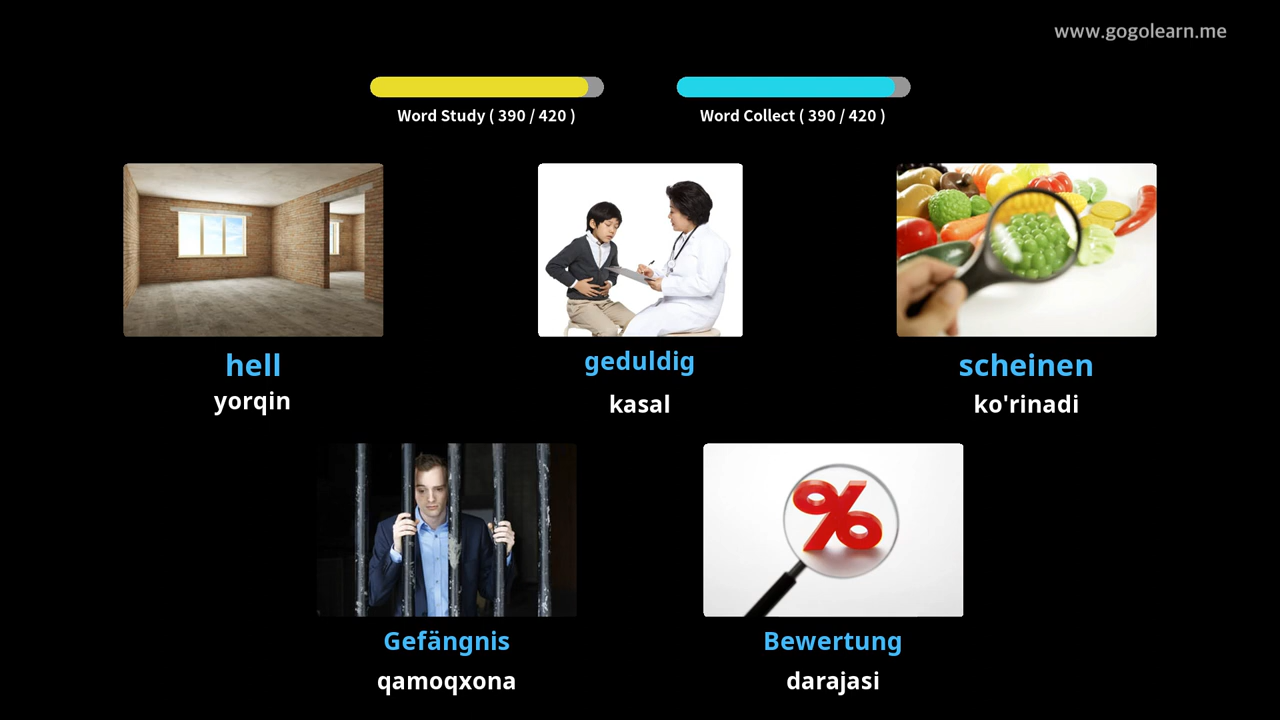 www.gogolearn.me
Word Study ( 390 / 420 )
Word Collect ( 390 / 420 )
hell
yorqin
geduldig
kasal
scheinen
ko'rinadi
Gefängnis
qamoqxona
Bewertung
darajasi